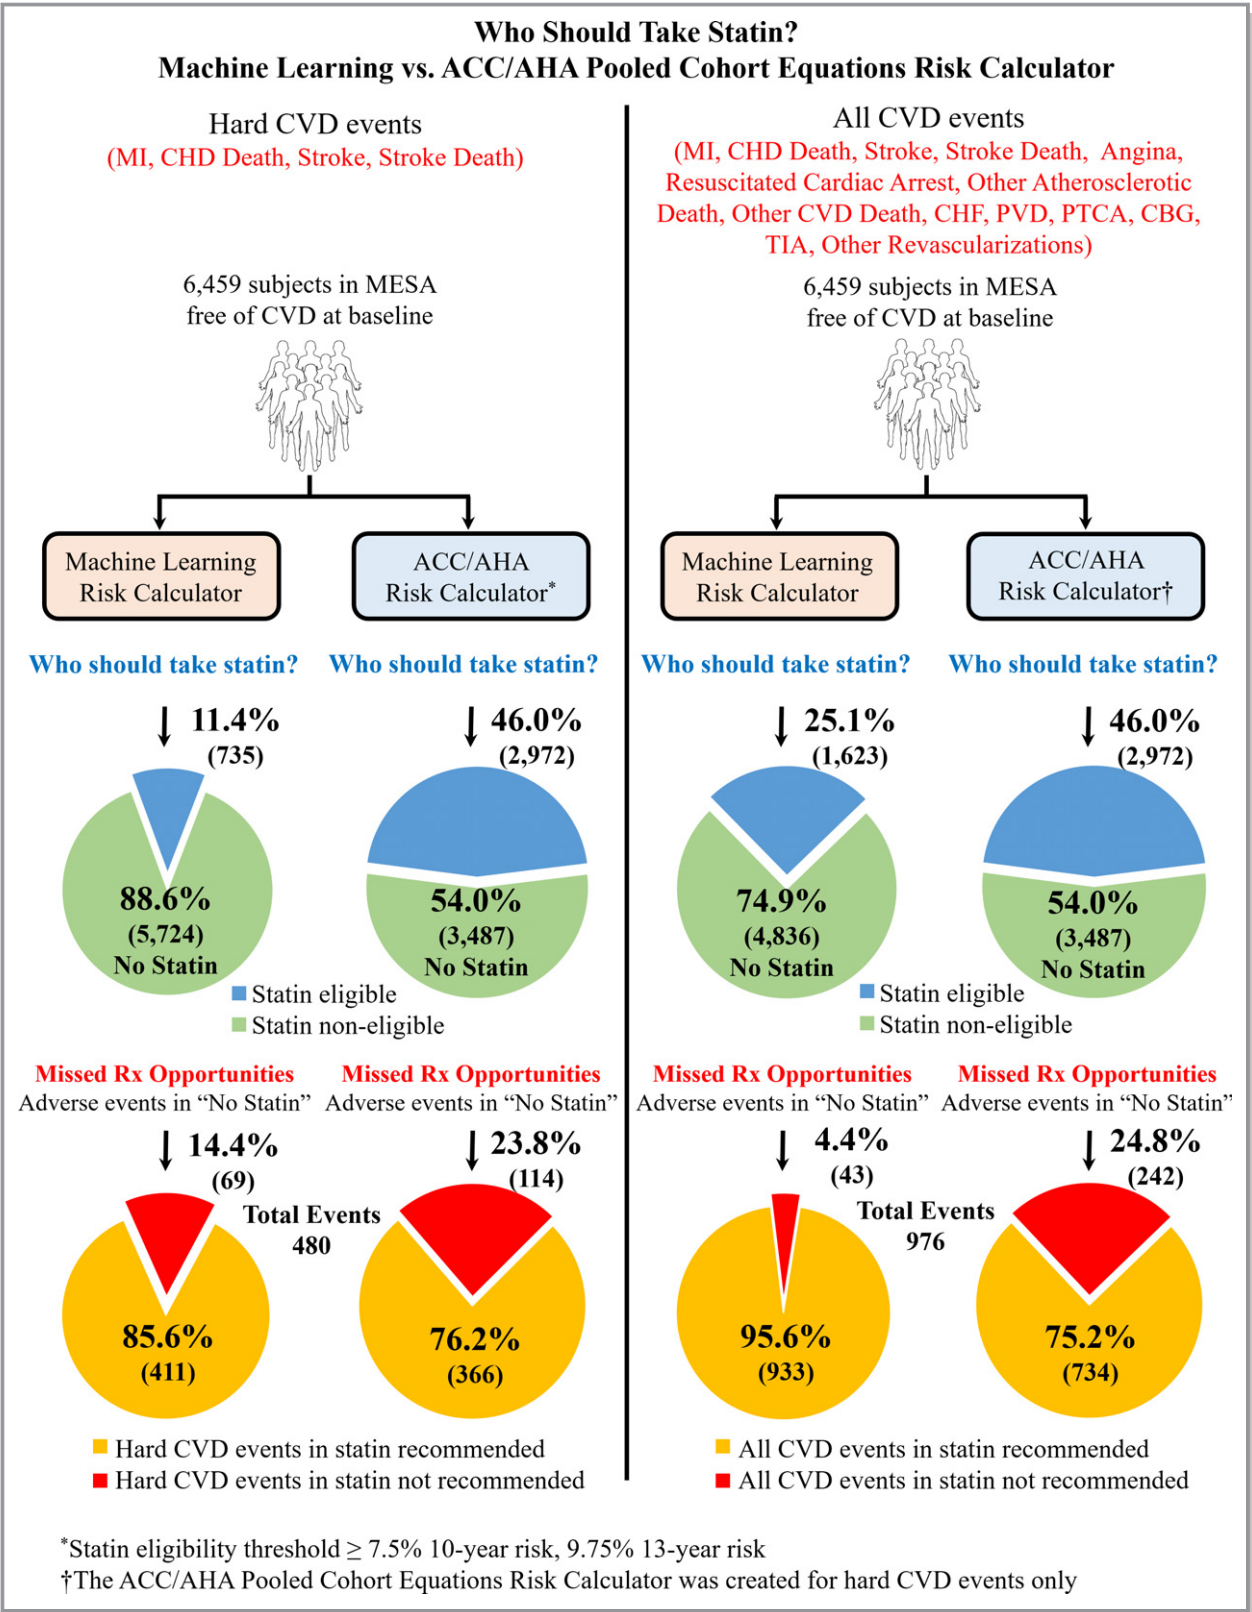 Who Should Take Statin?
Machine Learning vs. ACC/AHA Pooled Cohort Equations Risk Calculator
Hard CVD events
(MI, CHD Death, Stroke, Stroke Death)
6,459 subjects in MESA
free of CVD at baseline
Machine Learning
Risk Calculator
ACC/AHA
Risk Calculator*
Who should take statin?
Who should take statin?
11.4%
(735)
46.0%
(2,972)
88.6%
(5,724)
No Statin
54.0%
(3,487)
No Statin
Statin eligible
Statin non-eligible
Missed Rx Opportunities
Adverse events in “No Statin”
Missed Rx Opportunities
Adverse events in “No Statin”
14.4%
(69)
23.8%
(114)
Total Events
480
85.6%
(411)
76.2%
(366)
Hard CVD events in statin recommended
Hard CVD events in statin not recommended
All CVD events
(MI, CHD Death, Stroke, Stroke Death, Angina,
Resuscitated Cardiac Arrest, Other Atherosclerotic
Death, Other CVD Death, CHF, PVD, PTCA, CBG,
TIA, Other Revascularizations)
6,459 subjects in MESA
free of CVD at baseline
Machine Learning
Risk Calculator
ACC/AHA
Risk Calculator†
Who should take statin?
Who should take statin?
25.1%
(1,623)
46.0%
(2,972)
74.9%
(4,836)
No Statin
54.0%
(3,487)
No Statin
Statin eligible
Statin non-eligible
Missed Rx Opportunities
Adverse events in “No Statin”
Missed Rx Opportunities
Adverse events in “No Statin”
4.4%
(43)
24.8%
(242)
Total Events
976
95.6%
(933)
75.2%
(734)
All CVD events in statin recommended
All CVD events in statin not recommended
*Statin eligibility threshold ≥ 7.5% 10-year risk, 9.75% 13-year risk
†The ACC/AHA Pooled Cohort Equations Risk Calculator was created for hard CVD events only